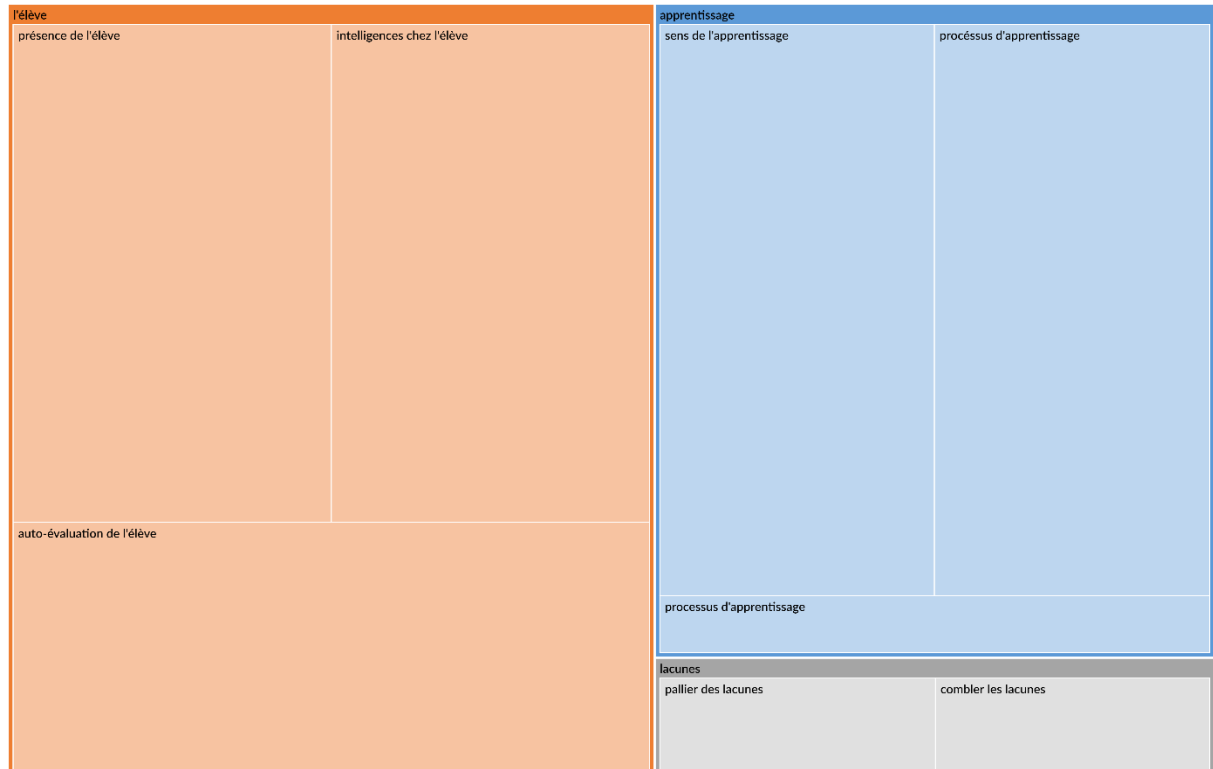 l'élève
présence de l'élève
intelligences chez l'élève
auto-évaluation de l'élève
apprentissage
sens de l'apprentissage
procéssus d'apprentissage
processus d'apprentissage
lacunes
pallier des lacunes
combler les lacunes